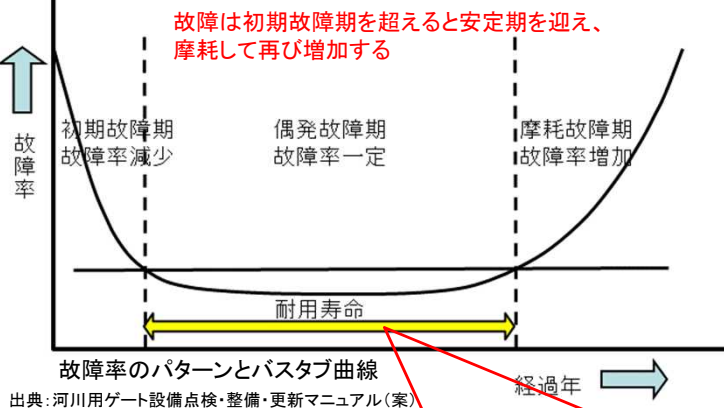 故障は初期故障期を超えると安定期を迎え、
摩耗して再び増加する
故障率
初期故障期
故障率減少
偶発故障期
故障率一定
摩耗故障期
故障率増加
耐用寿命
故障率のパターンとバスタブ曲線
経過年
出典:河川用ゲート設備点検・整備・更新マニュアル(案)